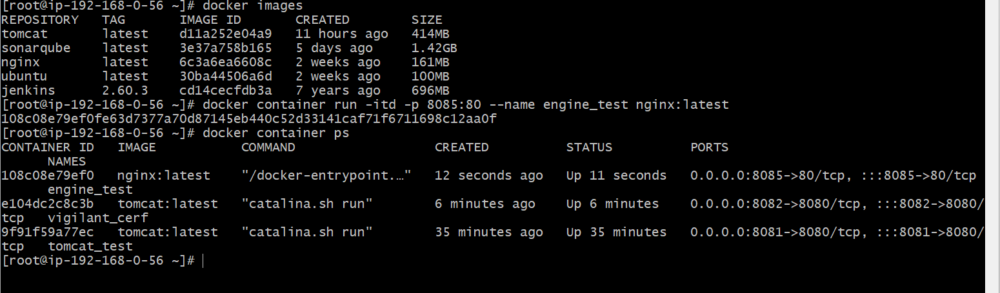 [root@ip-192-168-0-56 ~]# docker images
REPOSITORY   TAG       IMAGE ID       CREATED        SIZE
tomcat       latest    d11a252e04a9   11 hours ago   414MB
sonarqube    latest    3e37a758b165   5 days ago     1.42GB
nginx        latest    6c3a6ea6608c   2 weeks ago    161MB
ubuntu       latest    30ba44506a6d   2 weeks ago    100MB
jenkins      2.60.3    cd14cecfdb3a   7 years ago    696MB
[root@ip-192-168-0-56 ~]# docker container run -itd -p 8085:80 --name engine_test nginx:latest
108c08e79ef0fe63d7377a70d87145eb440c52d33141caf71f6711698c12aa0f
[root@ip-192-168-0-56 ~]# docker container ps
CONTAINER ID   IMAGE           COMMAND                  CREATED          STATUS          PORTS
      NAMES
108c08e79ef0   nginx:latest    "/docker-entrypoint.…"   12 seconds ago   Up 11 seconds   0.0.0.0:8085->80/tcp, :::8085->80/tcp
      engine_test
e104dc2c8c3b   tomcat:latest   "catalina.sh run"        6 minutes ago    Up 6 minutes    0.0.0.0:8082->8080/tcp, :::8082->8080/
tcp   vigilant_cerf
9f91f59a77ec   tomcat:latest   "catalina.sh run"        35 minutes ago   Up 35 minutes   0.0.0.0:8081->8080/tcp, :::8081->8080/
tcp   tomcat_test
[root@ip-192-168-0-56 ~]#